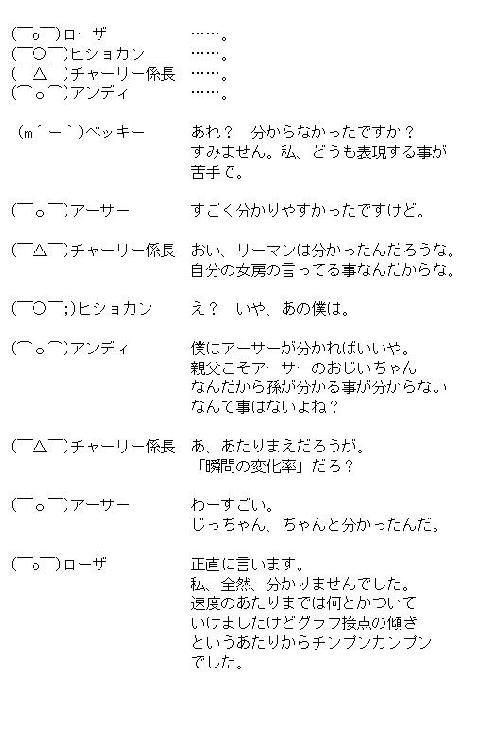 (￣o￣)ローザ　……。
(￣○￣)ヒショカン　……。
(￣△￣)チャーリー係長　……。
(￣o￣)アンディ　……。
(m´ー`)ベッキー　あれ？　分からなかったですか？
すみません。私、どうも表現する事が
苦手で。
(￣o￣)アーサー　すごく分かりやすかったですけど。
(￣△￣)チャーリー係長　おい、リーマンは分かったんだろうな。
自分の女房の言ってる事なんだからな。
(￣○￣;)ヒショカン　え？　いや、あの僕は。
(￣o￣)アンディ　僕にアーサーが分かればいいや。
親父こそアーサーのおじいちゃん
なんだから孫が分かる事が分からない
なんて事はないよね？
(￣△￣)チャーリー係長　あ、あたりまえだろうが。
「瞬間の変化率」だろ？
(￣o￣)アーサー　わーすごい。
じっちゃん、ちゃんと分かったんだ。
(￣o￣)ローザ　正直に言います。
私、全然、分かりませんでした。
速度のあたりまでは何とかついて
いけましたけどグラフ接点の傾き
というあたりからチンプンカンプン
でした。